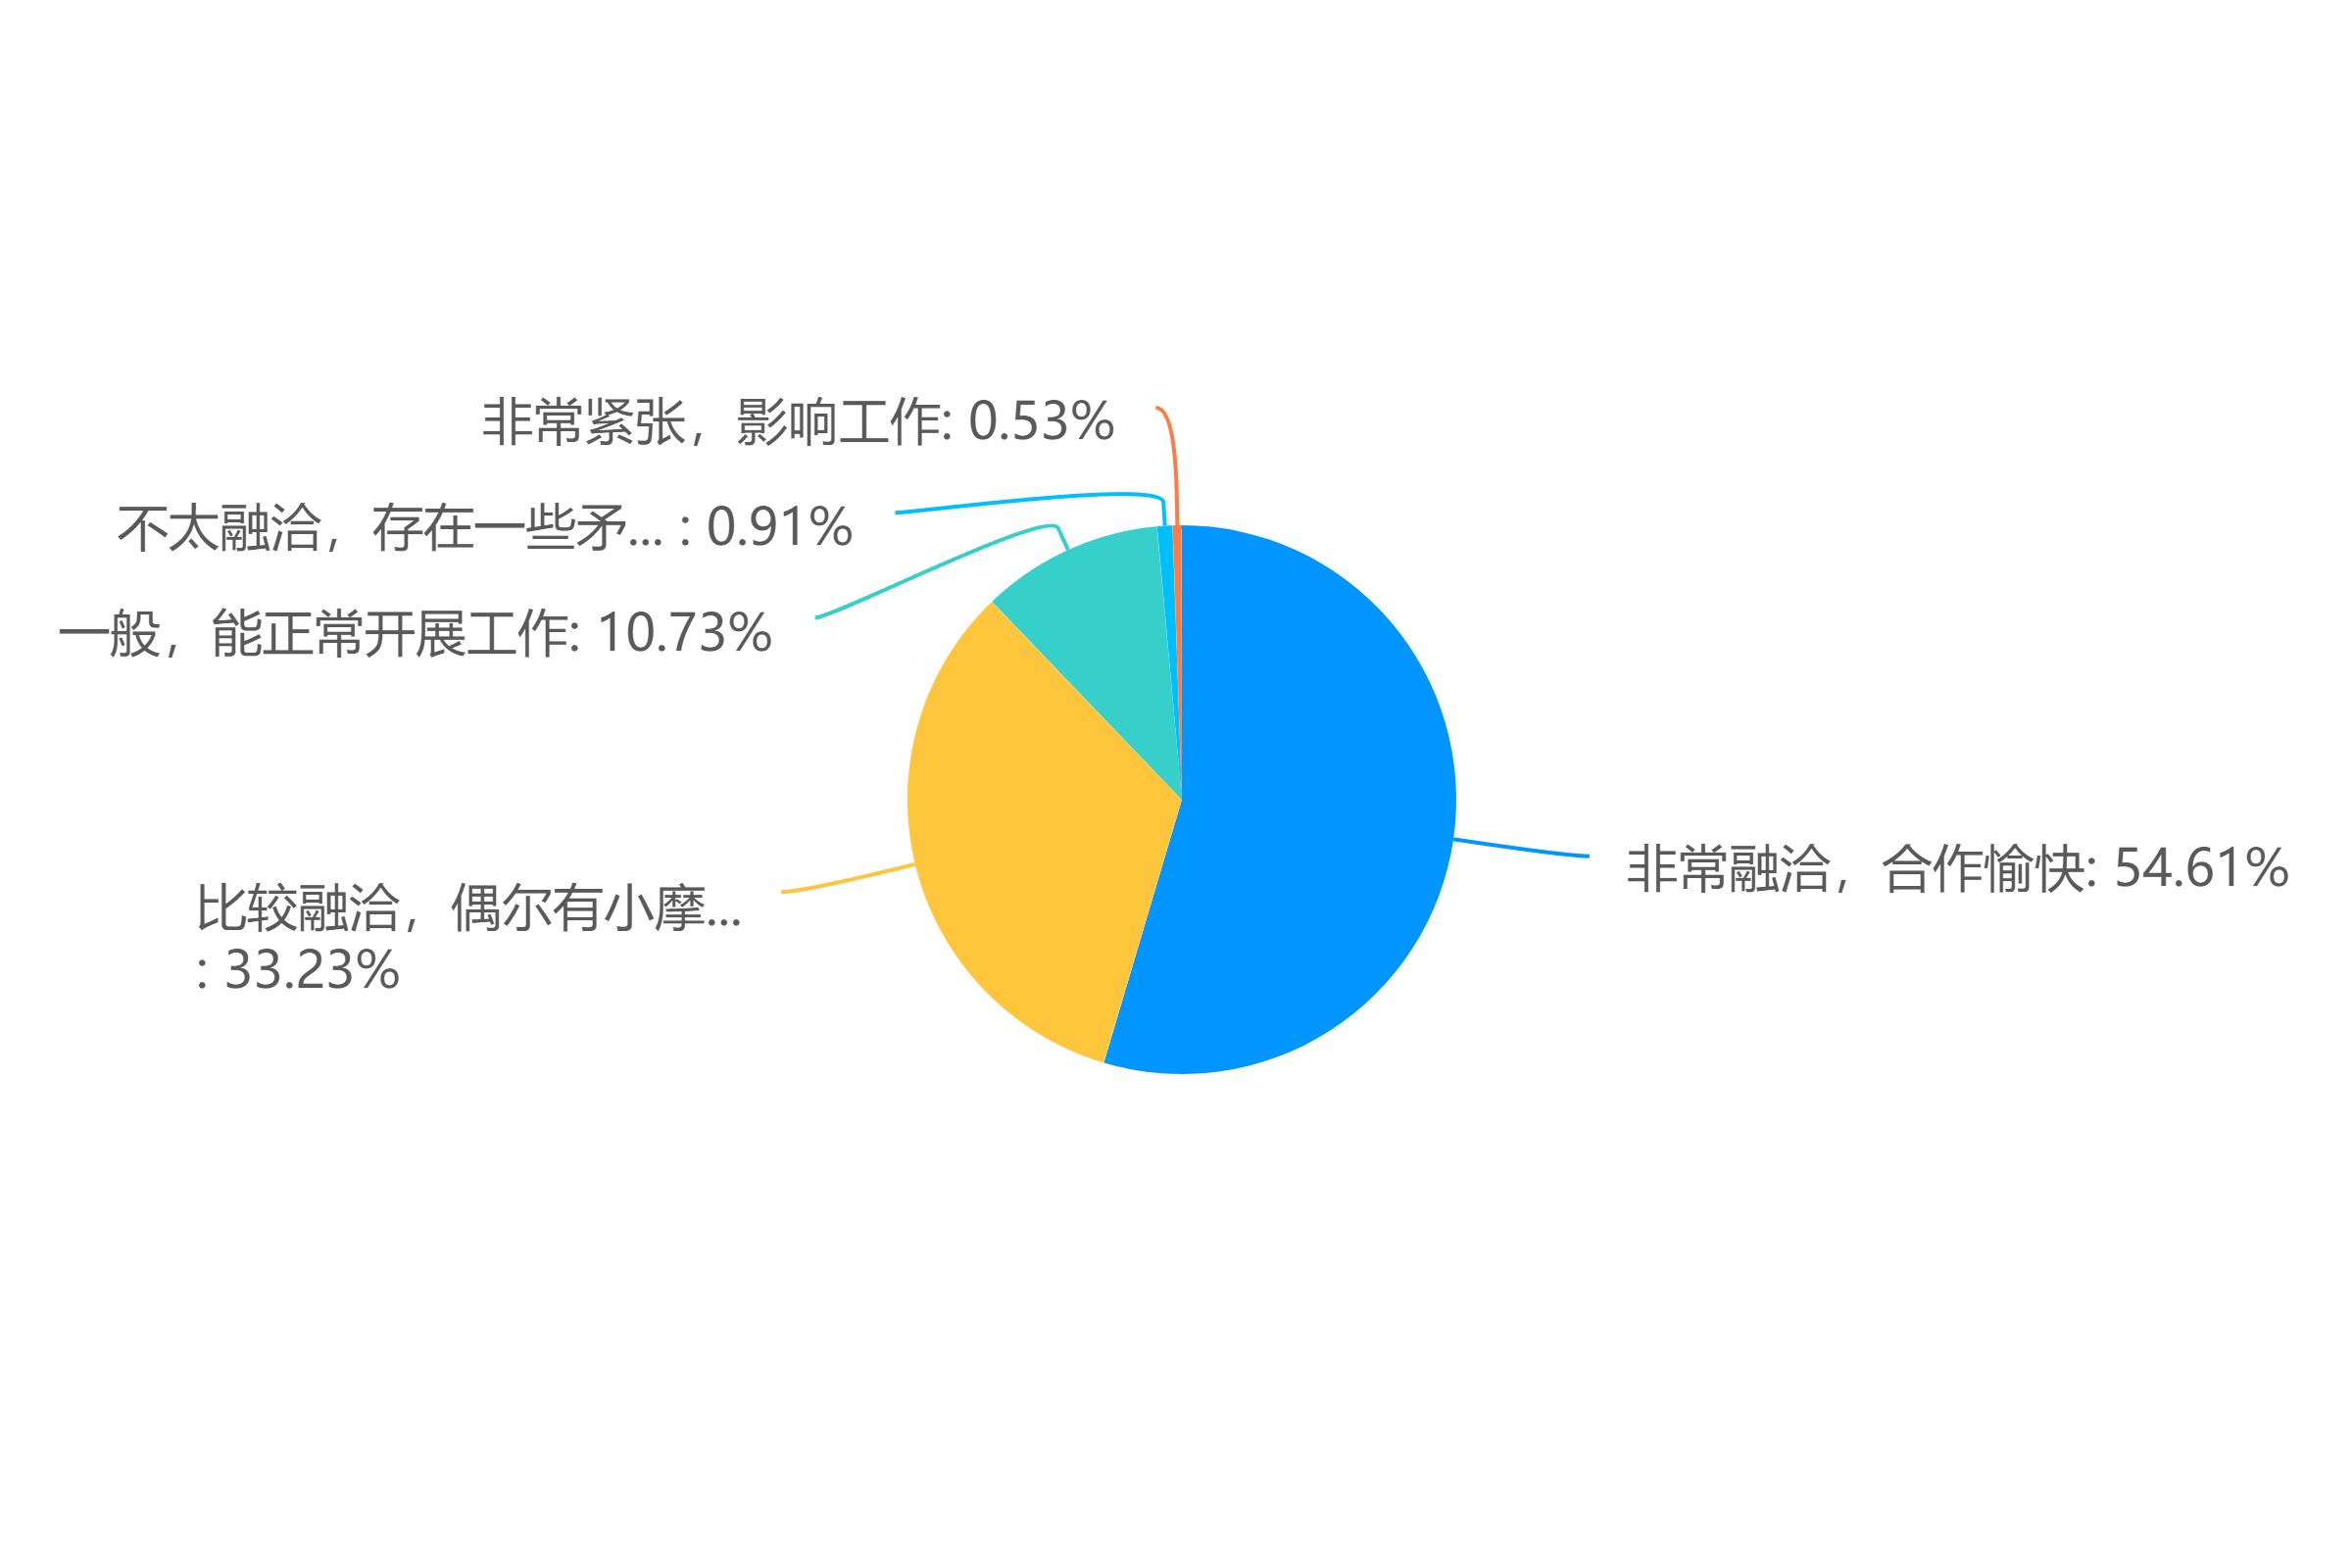 非常紧张，影响工作: 0.53%
不太融洽，存在一些矛... : 0.91%
一般，能正常开展工作: 10.73%
比较融洽，偶尔有小摩...
: 33.23%
非常融洽，合作愉快: 54.61%